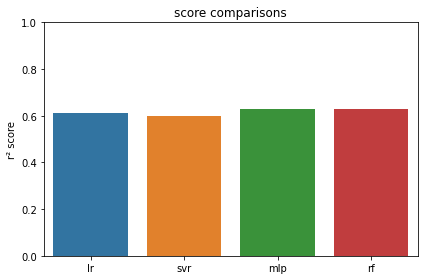 score comparisons
r² score
1.0
0.8
0.6
0.4
0.2
0.0
lr
svr
mlp
rf